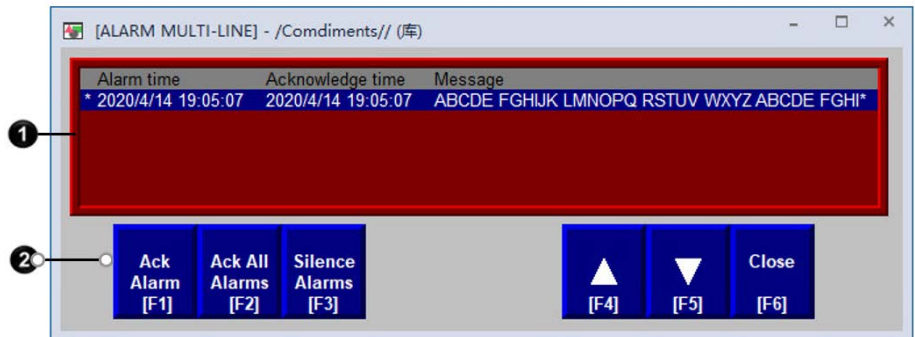 [ALARM MULTI-LINE] - /Comdiments// (库)
Alarm time Acknowledge time Message
* 2020/4/14 19:05:07 2020/4/14 19:05:07 ABCDE FGHIJK LMNOPQ RSTUV WXYZ ABCDE FGHI*
1
2
Ack
Alarm
[F1]
Ack All
Alarms
[F2]
Silence
Alarms
[F3]
[F4]
[F5]
Close
[F6]